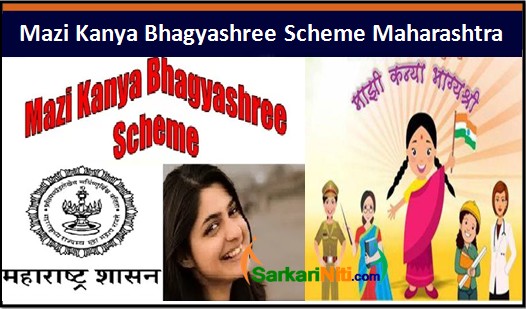 Mazi Kanya Bhagyashree Scheme Maharashtra
Mazi Kanya Bhagyashree
Scheme
माझी कन्या भाग्यश्री
महाराष्ट्र शासन
SarkariNiti.com